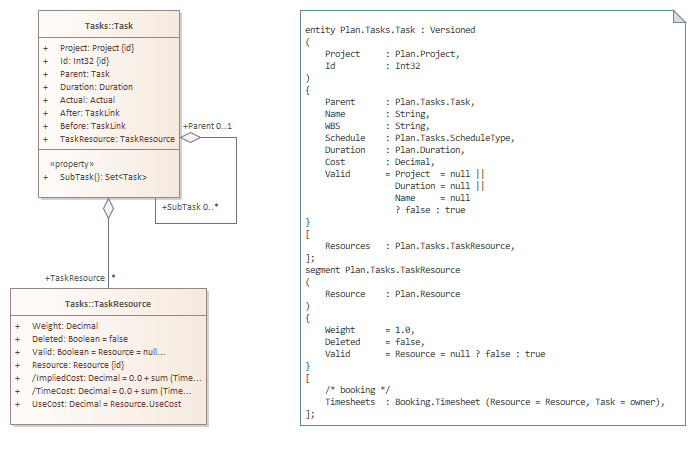 Tasks::Task
+ Project: Project {id}
+ Id: Int32 {id}
+ Parent: Task
+ Duration: Duration
+ Actual: Actual
+ After: TaskLink
+ Before: TaskLink
+ TaskResource: TaskResource
«property»
+ SubTask(): Set<Task>
+Parent 0..1
+SubTask 0..*
+TaskResource *
Tasks::TaskResource
+ Weight: Decimal
+ Deleted: Boolean = false
+ Valid: Boolean = Resource = null...
+ Resource: Resource {id}
+ /ImpliedCost: Decimal = 0.0 + sum (Time...
+ /TimeCost: Decimal = 0.0 + sum (Time...
+ UseCost: Decimal = Resource.UseCost
entity Plan.Tasks.Task : Versioned
(
Project : Plan.Project,
Id : Int32
)
{
Parent : Plan.Tasks.Task,
Name : String,
WBS : String,
Schedule : Plan.Tasks.ScheduleType,
Duration : Plan.Duration,
Cost : Decimal,
Valid = Project = null ||
Duration = null ||
Name = null
? false : true
}
[
Resources : Plan.Tasks.TaskResource,
];
segment Plan.Tasks.TaskResource
(
Resource : Plan.Resource
)
{
Weight = 1.0,
Deleted = false,
Valid = Resource = null ? false : true
}
[
/* booking */
Timesheets : Booking.Timesheet (Resource = Resource, Task = owner),
];